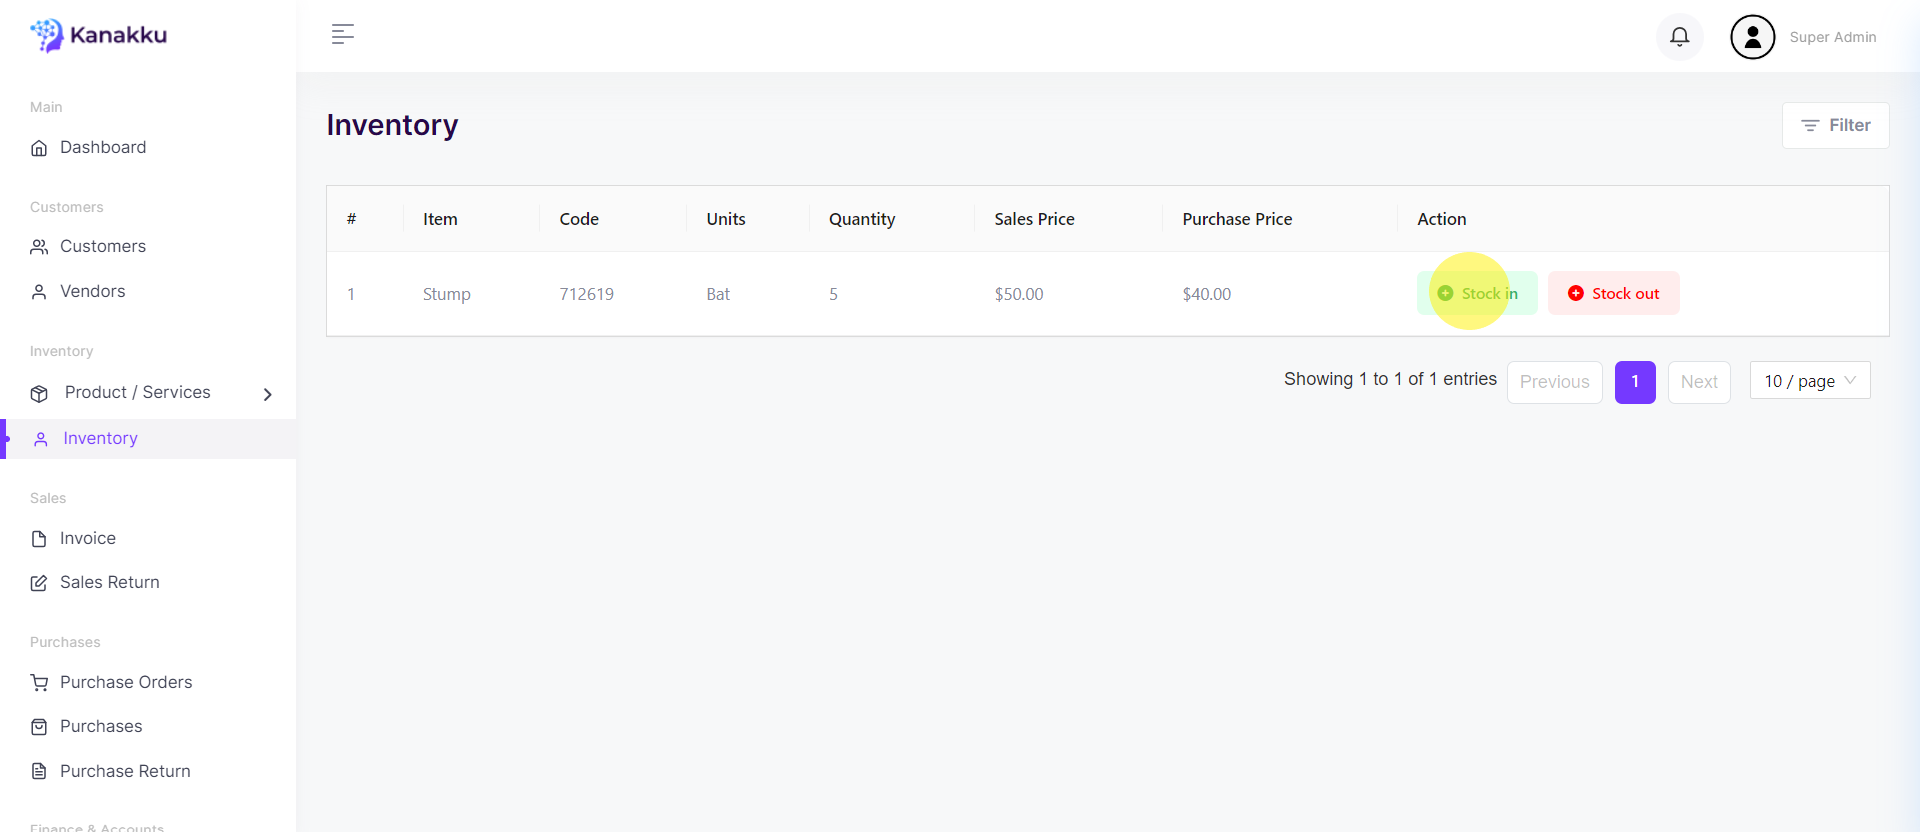 Kanakku
Super Admin
Main
Dashboard
Customers
Customers
Vendors
Inventory
Product / Services
Inventory
Sales
Invoice
Sales Return
Purchases
Purchase Orders
Purchases
Purchase Return
Finance & Accounts
Inventory
Filter
# Item Code Units Quantity Sales Price Purchase Price Action
1 Stump 712619 Bat 5 $50.00 $40.00 Stock in Stock out
Showing 1 to 1 of 1 entries Previous 1 Next 10 / page